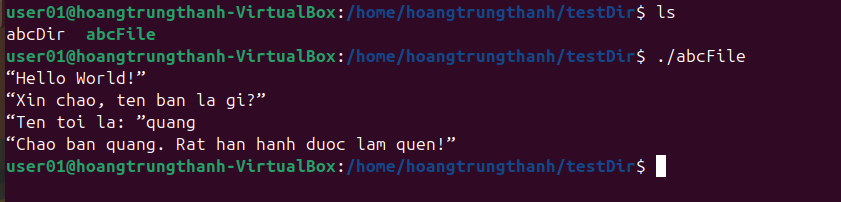 user01@hoangtrungthanh-VirtualBox:/home/hoangtrungthanh/testDir$ ls
abcDir  abcFile
user01@hoangtrungthanh-VirtualBox:/home/hoangtrungthanh/testDir$ ./abcFile
“Hello World!”
“Xin chao, ten ban la gi?”
“Ten toi la: ”quang
“Chao ban quang. Rat han hanh duoc lam quen!”
user01@hoangtrungthanh-VirtualBox:/home/hoangtrungthanh/testDir$